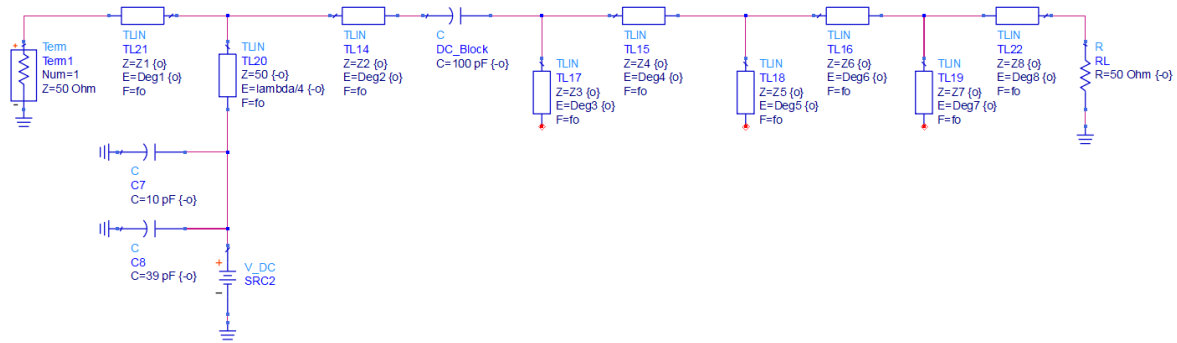 TLIN
TL21
Z=Z1 {o}
E=Deg1 {o}
F=fo
TLIN
TL14
Z=Z2 {o}
E=Deg2 {o}
F=fo
C
DC_Block
C=100 pF {-o}
TLIN
TL15
Z=Z4 {o}
E=Deg4 {o}
F=fo
TLIN
TL16
Z=Z6 {o}
E=Deg6 {o}
F=fo
TLIN
TL22
Z=Z8 {o}
E=Deg8 {o}
F=fo
+
Term
Term1
Num=1
Z=50 Ohm
-
TLIN
TL20
Z=50 {-o}
E=lambda/4 {-o}
F=fo
TLIN
TL17
Z=Z3 {o}
E=Deg3 {o}
F=fo
TLIN
TL18
Z=Z5 {o}
E=Deg5 {o}
F=fo
TLIN
TL19
Z=Z7 {o}
E=Deg7 {o}
F=fo
R
RL
R=50 Ohm {-o}
C
C7
C=10 pF {-o}
C
C8
C=39 pF {-o}
+
V_DC
SRC2
-